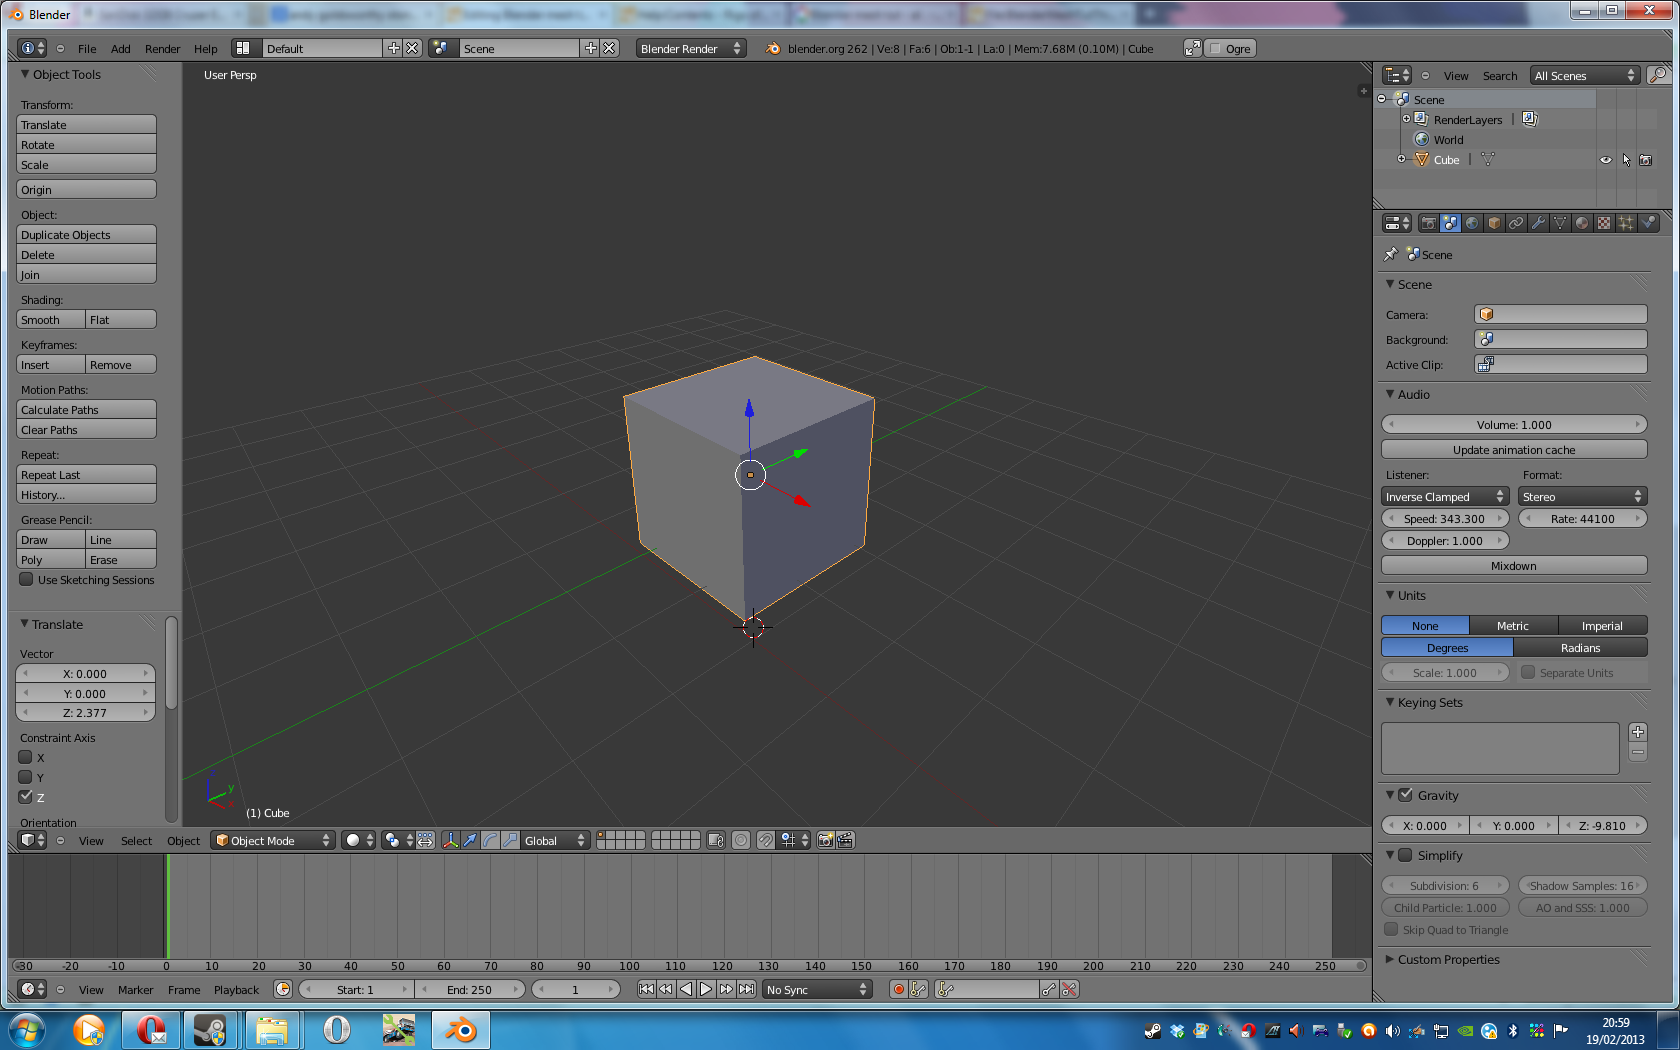 Blender
File Add Render Help Default Scene Blender Render blender.org 262 | Ve:8 | Fa:6 | Ob:1-1 | La:0 | Mem:7.68M (0.10M) | Cube Ogre
Object Tools
Transform:
Translate
Rotate
Scale
Origin
Object:
Duplicate Objects
Delete
Join
Shading:
Smooth Flat
Keyframes:
Insert Remove
Motion Paths:
Calculate Paths
Clear Paths
Repeat:
Repeat Last
History...
Grease Pencil:
Draw Line
Poly Erase
Use Sketching Sessions
Translate
Vector
X: 0.000
Y: 0.000
Z: 2.377
Constraint Axis
X
Y
Z
Orientation
User Persp
y
(1) Cube
View Select Object Object Mode Global
View Search All Scenes
Scene
RenderLayers |
World
Cube |
Scene
Scene
Camera:
Background:
Active Clip:
Audio
Volume: 1.000
Update animation cache
Listener: Format:
Inverse Clamped Stereo
Speed: 343.300 Rate: 44100
Doppler: 1.000
Mixdown
Units
None Metric Imperial
Degrees Radians
Scale: 1.000 Separate Units
Keying Sets
Gravity
X: 0.000 Y: 0.000 Z: -9.810
Simplify
Subdivision: 6 Shadow Samples: 16
Child Particle: 1.000 AO and SSS: 1.000
Skip Quad to Triangle
Custom Properties
-30 -20 -10 0 10 20 30 40 50 60 70 80 90 100 110 120 130 140 150 160 170 180 190 200 210 220 230 240 250
View Marker Frame Playback Start: 1 End: 250 1 No Sync
20:59
19/02/2013